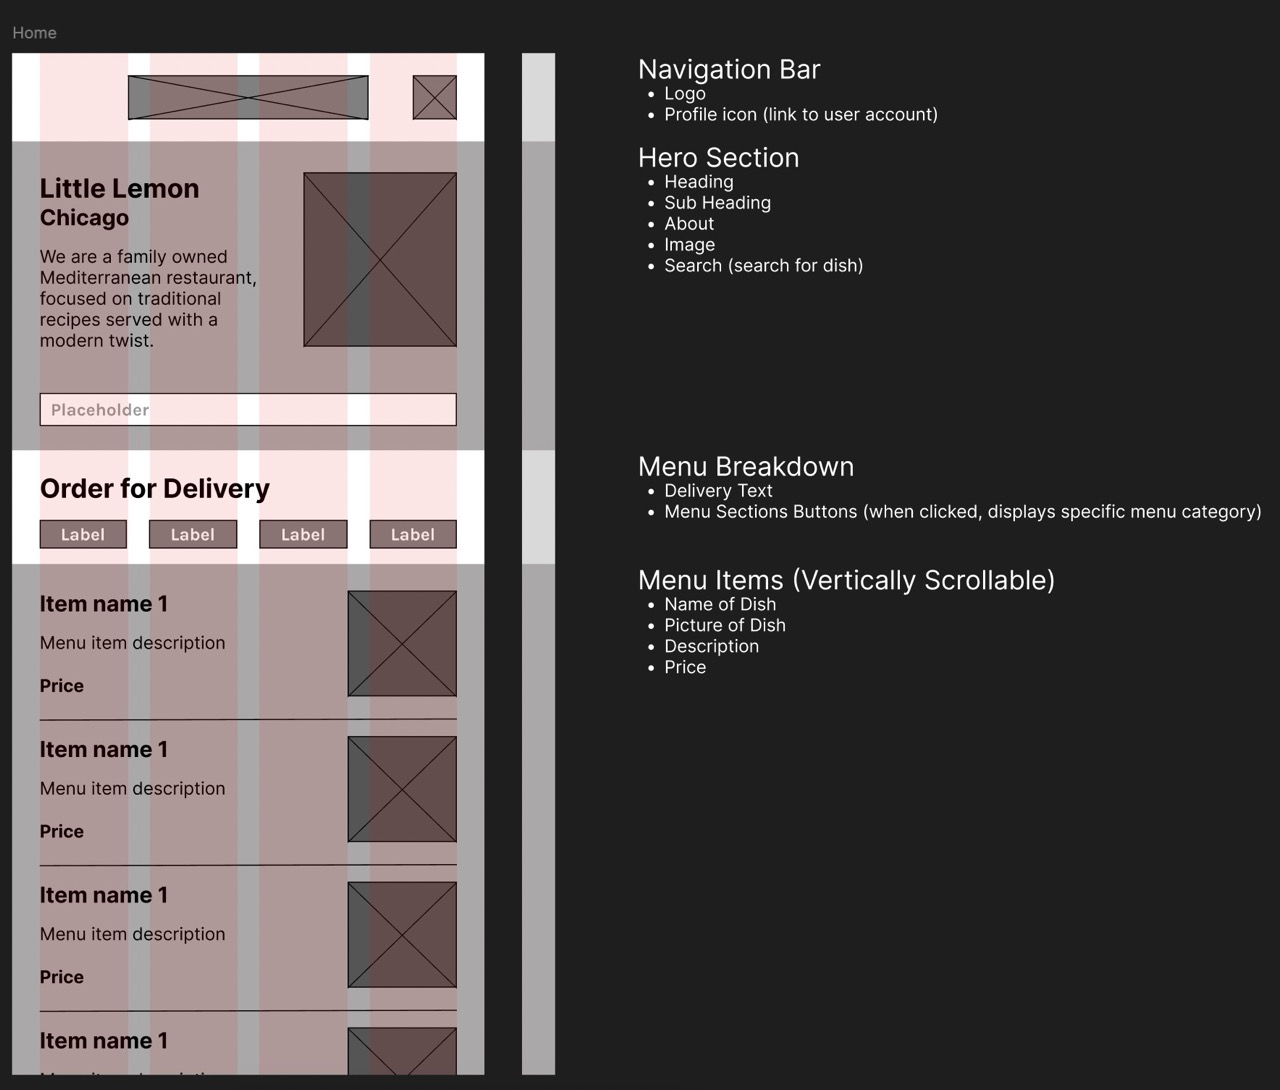 Home
Little Lemon
Chicago
We are a family owned
Mediterranean restaurant,
focused on traditional
recipes served with a
modern twist.
Placeholder
Order for Delivery
Label Label Label Label
Item name 1
Menu item description
Price
Item name 1
Menu item description
Price
Item name 1
Menu item description
Price
Item name 1
Navigation Bar
• Logo
• Profile icon (link to user account)
Hero Section
• Heading
• Sub Heading
• About
• Image
• Search (search for dish)
Menu Breakdown
• Delivery Text
• Menu Sections Buttons (when clicked, displays specific menu category)
Menu Items (Vertically Scrollable)
• Name of Dish
• Picture of Dish
• Description
• Price